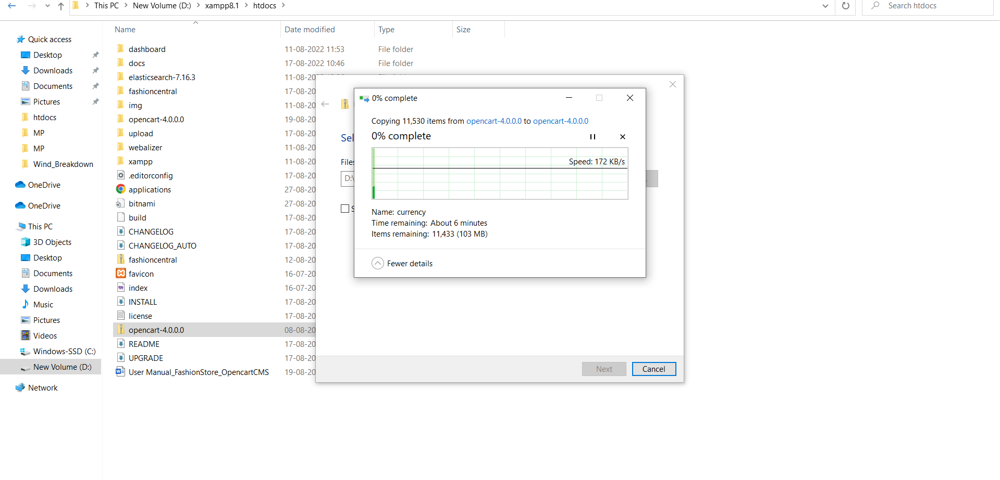 This PC > New Volume (D:) > xampp8.1 > htdocs >
Search htdocs
Name Date modified Type Size
Quick access
Desktop
Downloads
Documents
Pictures
htdocs
MP
MP
Wind_Breakdown
OneDrive
OneDrive
This PC
3D Objects
Desktop
Documents
Downloads
Music
Pictures
Videos
Windows-SSD (C:)
New Volume (D:)
Network
dashboard 11-08-2022 11:53 File folder
docs 17-08-2022 10:46 File folder
elasticsearch-7.16.3 11-08-20
fashioncentral 17-08-20
img 11-08-20
opencart-4.0.0.0 19-08-20
upload 17-08-20
webalizer 11-08-20
xampp 11-08-20
.editorconfig 17-08-20
applications 27-08-20
bitnami 27-08-20
build 17-08-20
CHANGELOG 17-08-20
CHANGELOG_AUTO 17-08-20
fashioncentral 12-08-20
favicon 16-07-20
index 16-07-20
INSTALL 17-08-20
license 17-08-20
opencart-4.0.0.0 08-08-20
README 17-08-20
UPGRADE 17-08-20
User Manual_FashionStore_OpencartCMS 19-08-20
Sel
Files
D:\
S
0% complete
Copying 11,530 items from opencart-4.0.0.0 to opencart-4.0.0.0
0% complete
Speed: 172 KB/s
Name: currency
Time remaining: About 6 minutes
Items remaining: 11,433 (103 MB)
Fewer details
Next Cancel